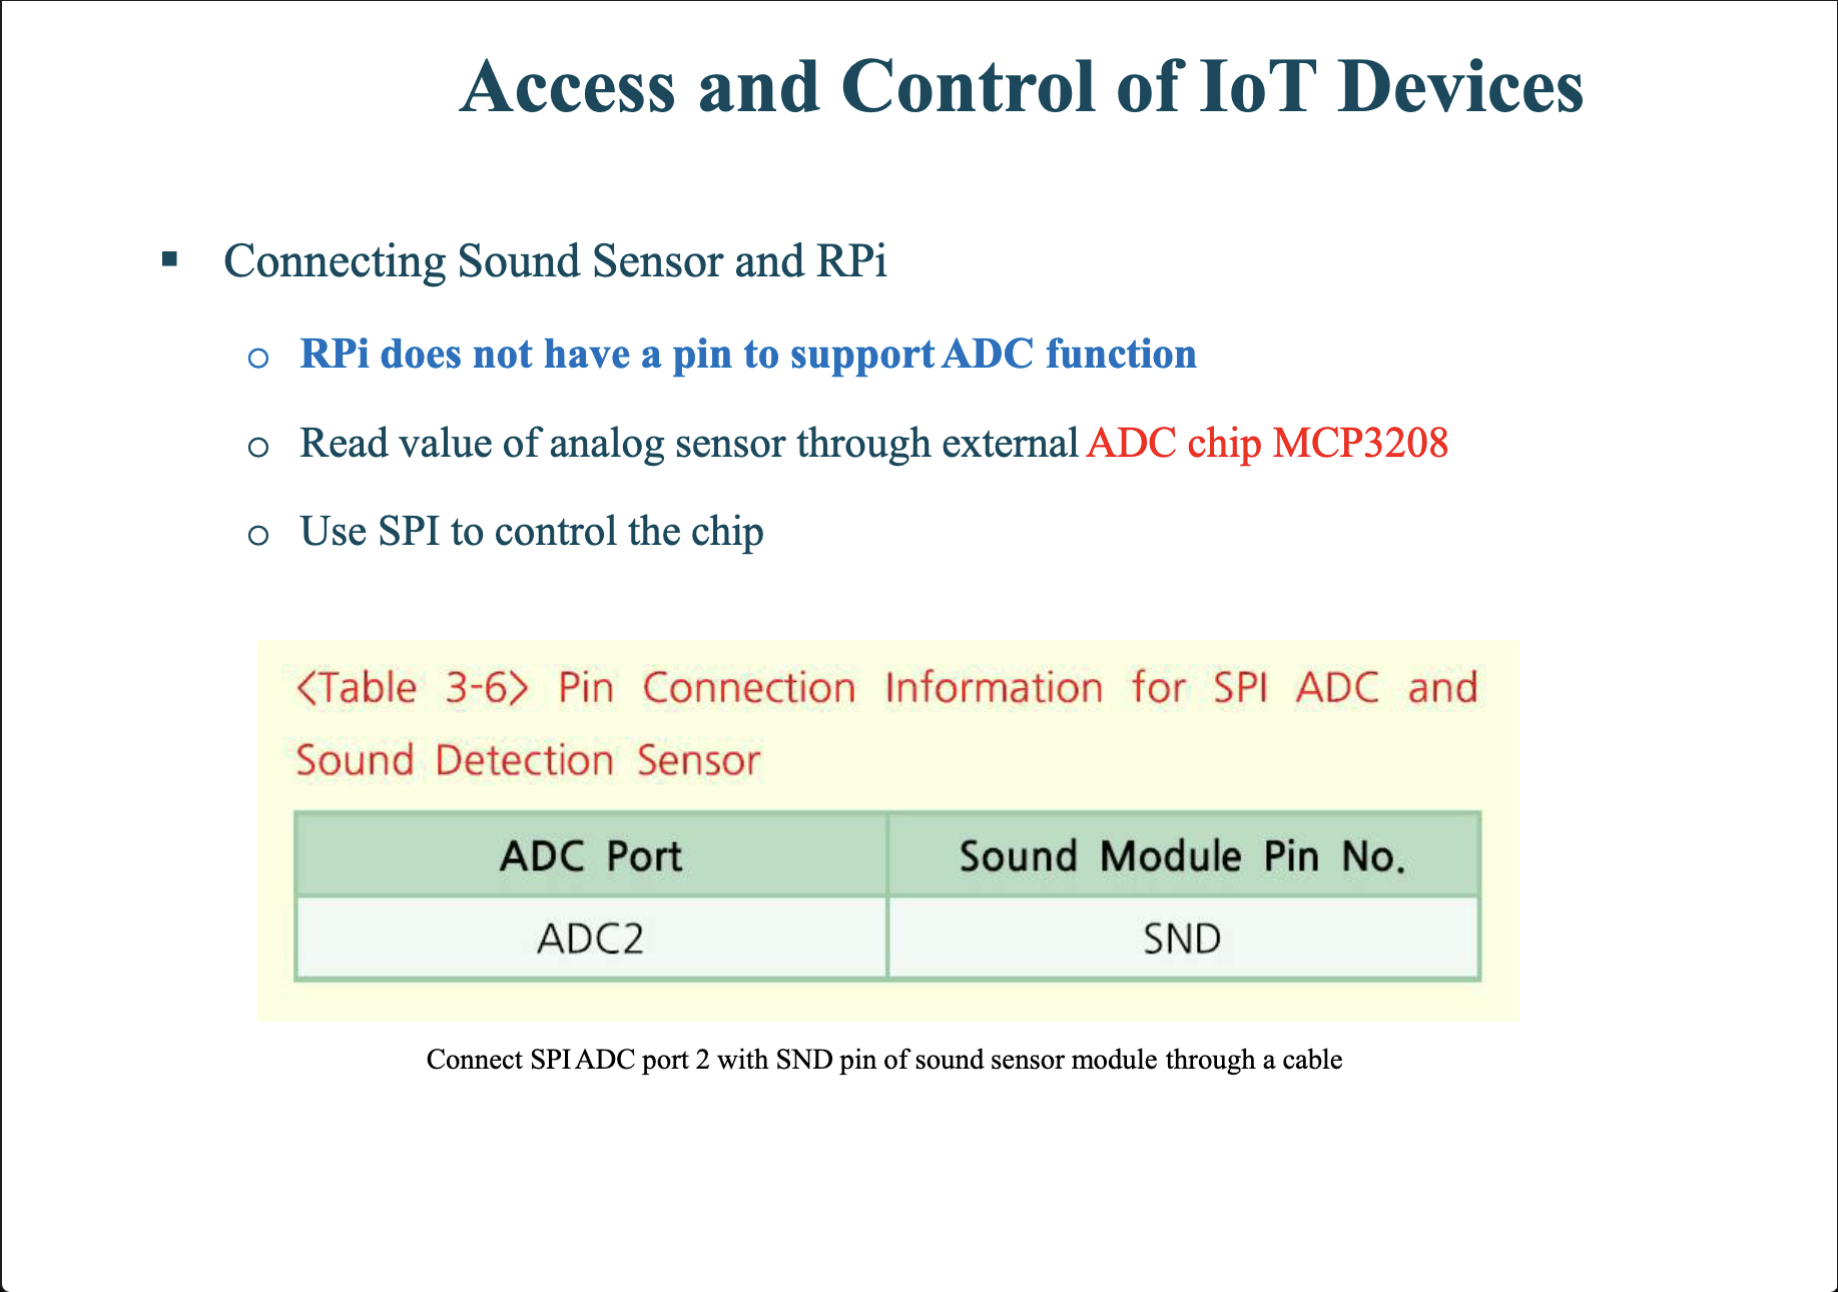 Access and Control of IoT Devices
▪ Connecting Sound Sensor and RPi
o RPi does not have a pin to support ADC function
o Read value of analog sensor through external ADC chip MCP3208
o Use SPI to control the chip
<Table 3-6> Pin Connection Information for SPI ADC and
Sound Detection Sensor
ADC Port Sound Module Pin No.
ADC2 SND
Connect SPI ADC port 2 with SND pin of sound sensor module through a cable